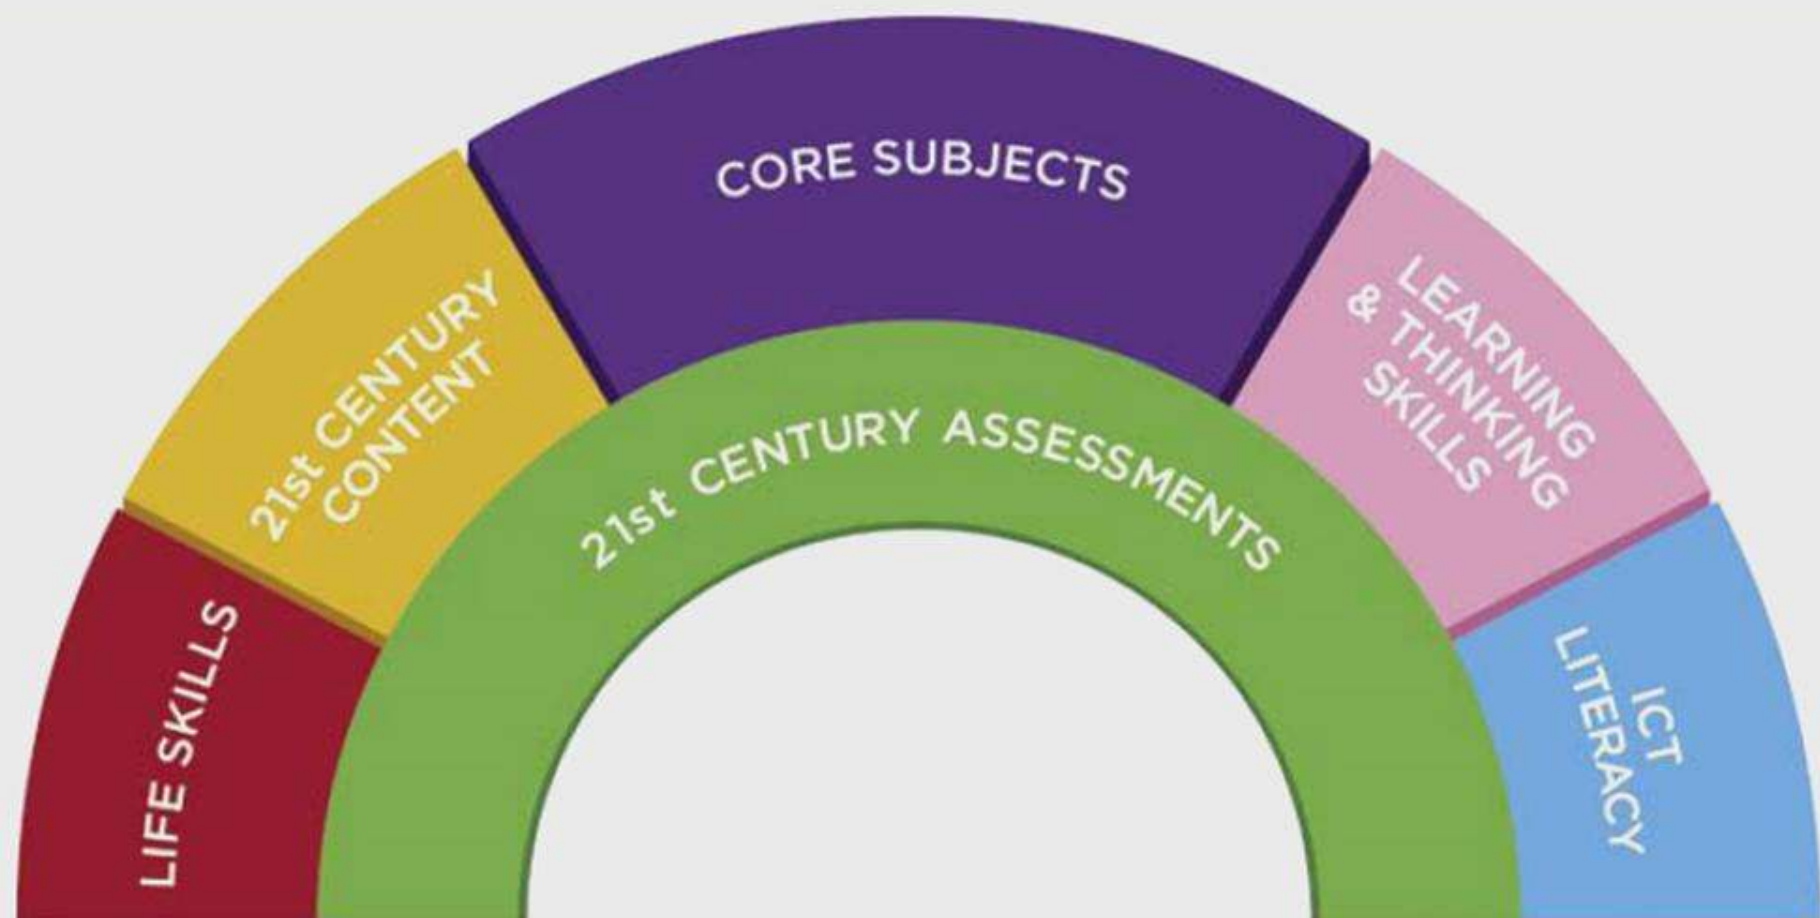 CORE SUBJECTS
21st CENTURY
CONTENT
LEARNING
& THINKING
SKILLS
21st CENTURY ASSESSMENTS
LIFE SKILLS
ICT
LITERACY